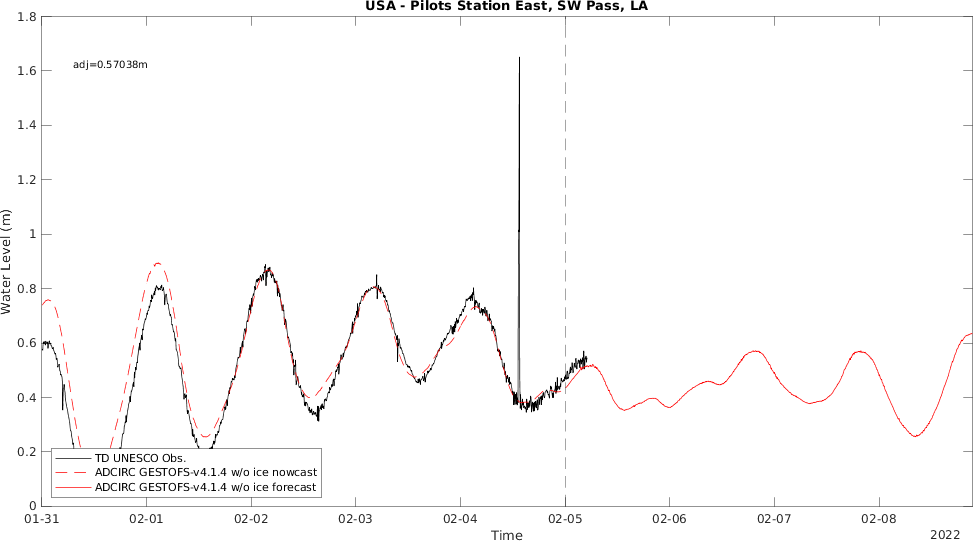 USA - Pilots Station East, SW Pass, LA
1.8
1.6
1.4
1.2
1
0.8
0.6
0.4
0.2
0
Water Level (m)
adj=0.57038m
TD UNESCO Obs.
ADCIRC GESTOFS-v4.1.4 w/o ice nowcast
ADCIRC GESTOFS-v4.1.4 w/o ice forecast
01-31 02-01 02-02 02-03 02-04 02-05 02-06 02-07 02-08
Time
2022